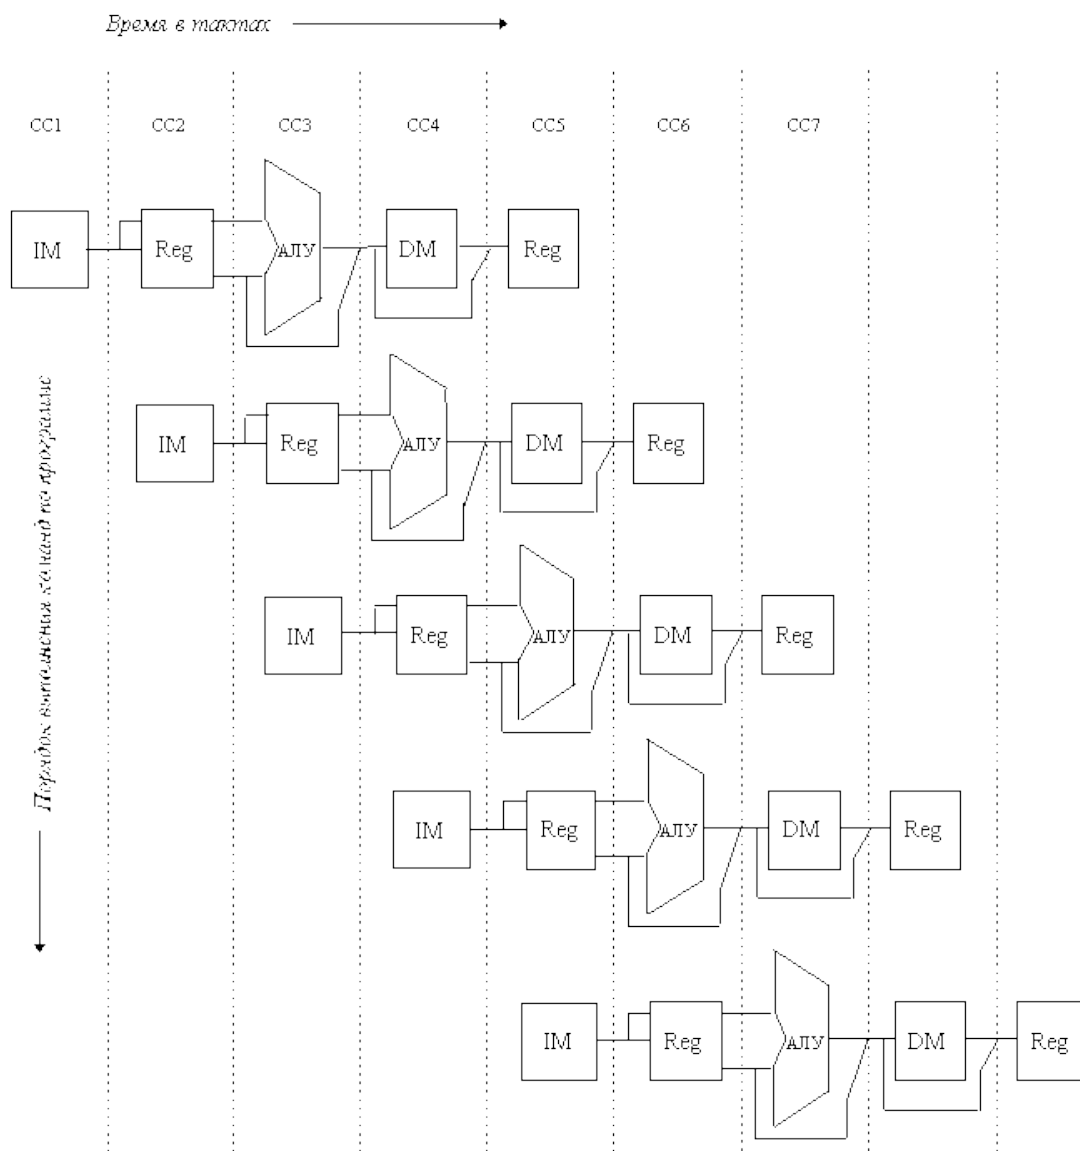 Время в тактах
CC1 CC2 CC3 CC4 CC5 CC6 CC7
IM Reg АЛУ DM Reg
Порядок выполнения команд по программе
IM Reg АЛУ DM Reg
IM Reg АЛУ DM Reg
IM Reg АЛУ DM Reg
IM Reg АЛУ DM Reg